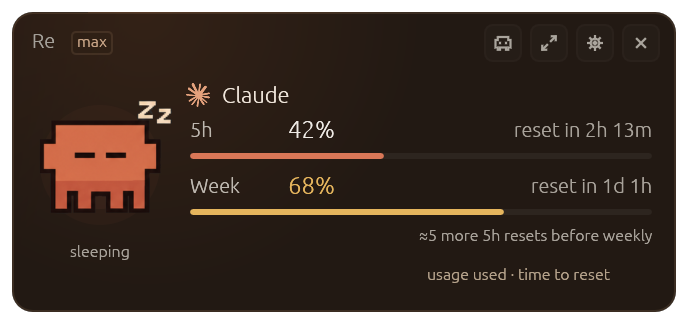 Re max
zz
Claude
5h 42% reset in 2h 13m
Week 68% reset in 1d 1h
≈5 more 5h resets before weekly
sleeping
usage used · time to reset